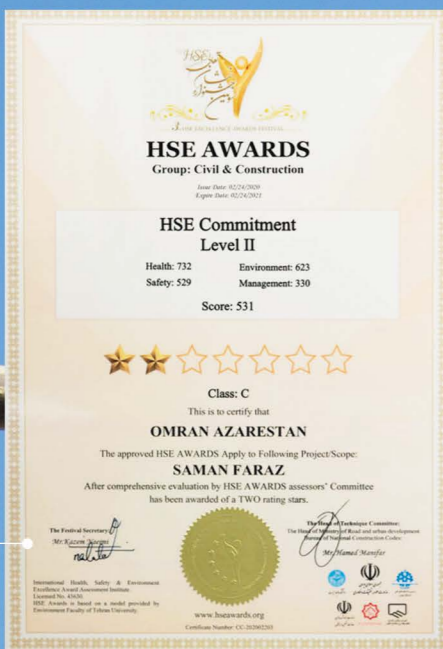 HSE
HSE EXCELLENCE AWARDS FESTIVAL
HSE AWARDS
Group: Civil & Construction
Issue Date: 02/24/2020
Expire Date: 02/24/2021
HSE Commitment
Level II
Health: 732 Environment: 623
Safety: 529 Management: 330
Score: 531
Class: C
This is to certify that
OMRAN AZARESTAN
The approved HSE AWARDS Apply to Following Project/Scope:
SAMAN FARAZ
After comprehensive evaluation by HSE AWARDS assessors' Committee
has been awarded of a TWO rating stars.
The Festival Secretary
Mr.Kazem
The Head of Technique Committee:
The Head of Ministry of Road and urban development
Bureau of National Construction Codes
Mr.Hamed Manifar
International Health, Safety & Environment
Excellence Award Assessment Institute
Licensed No. 43630.
HSE Awards is based on a model provided by
Environment Faculty of Tehran University.
www.hseawards.org
Certificate Number: CC-202002203